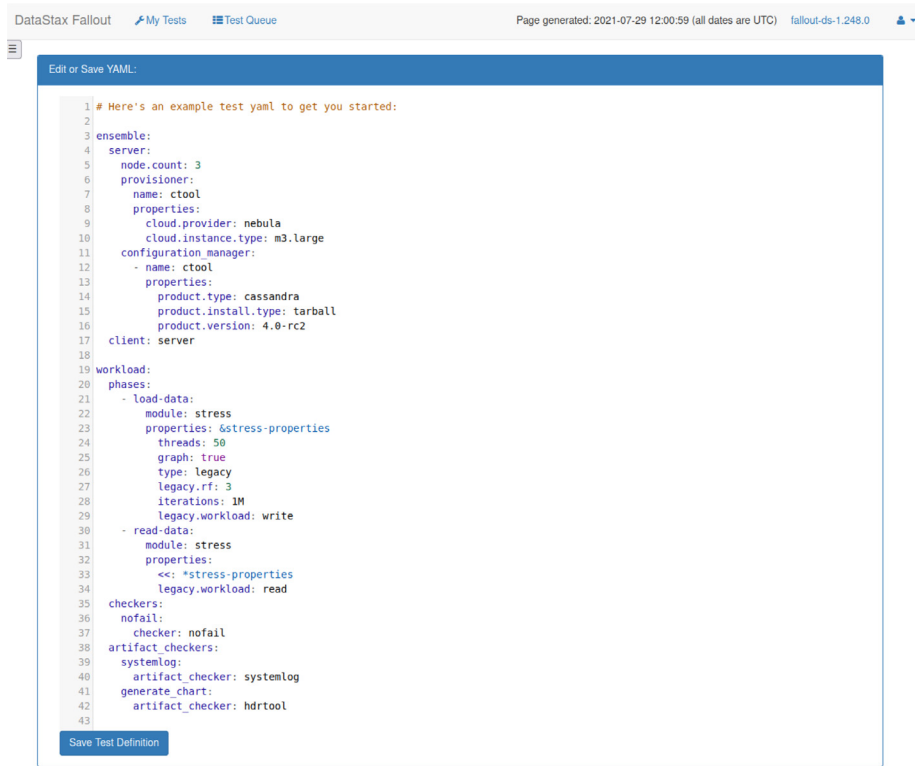 DataStax Fallout My Tests Test Queue Page generated: 2021-07-29 12:00:59 (all dates are UTC) fallout-ds-1.248.0
Edit or Save YAML:
1 # Here's an example test yaml to get you started:
2
3 ensemble:
4   server:
5     node.count: 3
6     provisioner:
7       name: ctool
8       properties:
9         cloud.provider: nebula
10         cloud.instance.type: m3.large
11     configuration_manager:
12       - name: ctool
13         properties:
14           product.type: cassandra
15           product.install.type: tarball
16           product.version: 4.0-rc2
17   client: server
18
19 workload:
20   phases:
21     - load-data:
22         module: stress
23         properties: &stress-properties
24           threads: 50
25           graph: true
26           type: legacy
27           legacy.rf: 3
28           iterations: 1M
29           legacy.workload: write
30     - read-data:
31         module: stress
32         properties:
33           <<: *stress-properties
34           legacy.workload: read
35   checkers:
36     nofail:
37       checker: nofail
38   artifact_checkers:
39     systemlog:
40       artifact_checker: systemlog
41     generate_chart:
42       artifact_checker: hdrtool
43
Save Test Definition